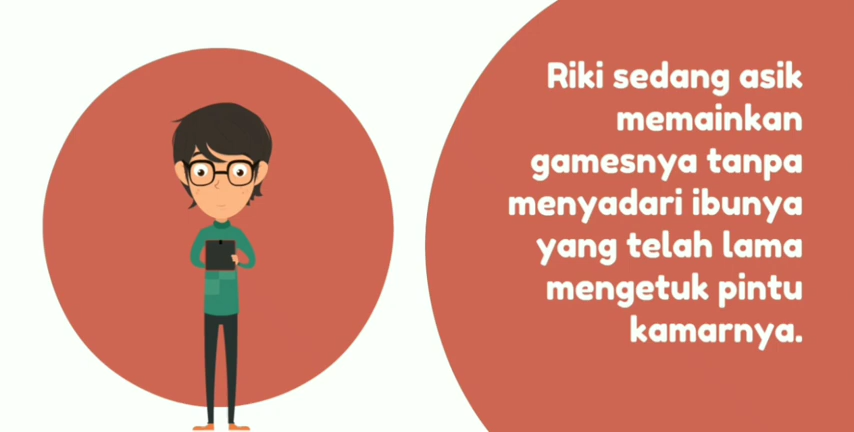 Riki sedang asik
memainkan
gamesnya tanpa
menyadari ibunya
yang telah lama
mengetuk pintu
kamarnya.